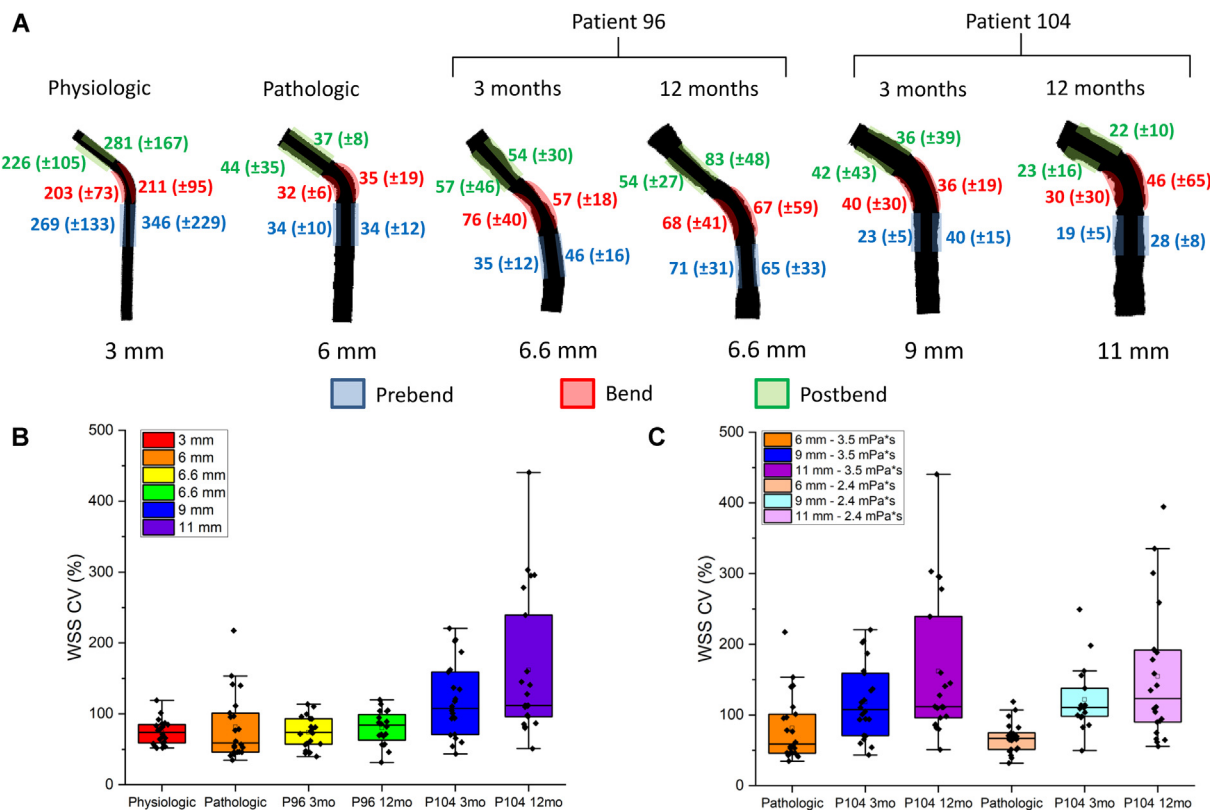 A
Patient 96
Patient 104
Physiologic
Pathologic
3 months
12 months
3 months
12 months
281 (±167)
226 (±105)
203 (±73)
211 (±95)
269 (±133)
346 (±229)
37 (±8)
44 (±35)
35 (±19)
32 (±6)
34 (±10)
34 (±12)
54 (±30)
57 (±46)
57 (±18)
76 (±40)
46 (±16)
35 (±12)
83 (±48)
54 (±27)
67 (±59)
68 (±41)
71 (±31)
65 (±33)
36 (±39)
42 (±43)
36 (±19)
40 (±30)
23 (±5)
40 (±15)
22 (±10)
23 (±16)
46 (±65)
30 (±30)
19 (±5)
28 (±8)
3 mm
6 mm
6.6 mm
6.6 mm
9 mm
11 mm
Prebend
Bend
Postbend
B
WSS CV (%)
500
400
300
200
100
0
3 mm
6 mm
6.6 mm
6.6 mm
9 mm
11 mm
Physiologic
Pathologic
P96 3mo
P96 12mo
P104 3mo
P104 12mo
C
WSS CV (%)
500
400
300
200
100
0
6 mm - 3.5 mPa*s
9 mm - 3.5 mPa*s
11 mm - 3.5 mPa*s
6 mm - 2.4 mPa*s
9 mm - 2.4 mPa*s
11 mm - 2.4 mPa*s
Pathologic
P104 3mo
P104 12mo
Pathologic
P104 3mo
P104 12mo